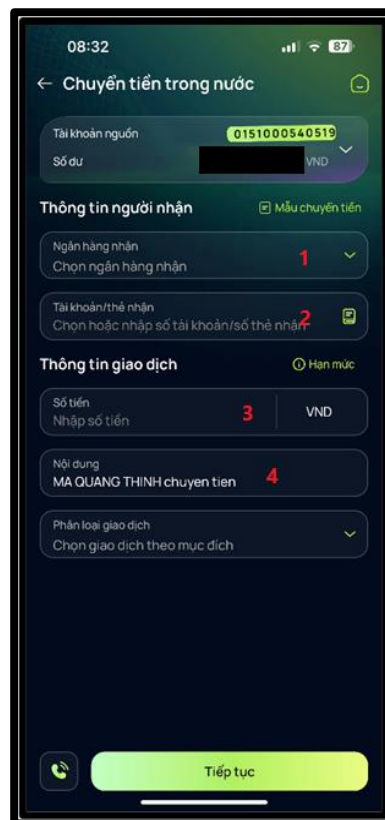 08:32
87
Chuyển tiền trong nước
Tài khoản nguồn 0151000540519
Số dư VND
Thông tin người nhận Mẫu chuyển tiền
Ngân hàng nhận
Chọn ngân hàng nhận 1
Tài khoản/thẻ nhận
Chọn hoặc nhập số tài khoản/số thẻ nhận 2
Thông tin giao dịch Hạn mức
Số tiền
Nhập số tiền 3 VND
Nội dung
MA QUANG THINH chuyen tien 4
Phân loại giao dịch
Chọn giao dịch theo mục đích
Tiếp tục